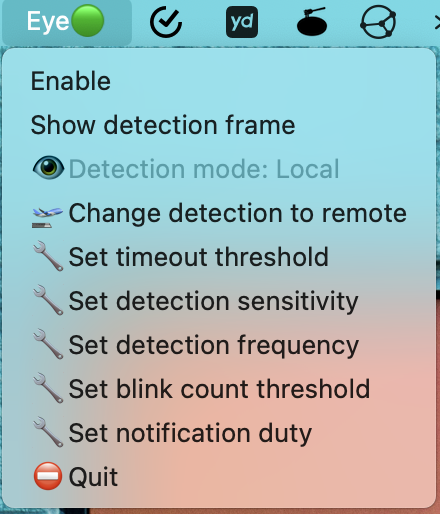 Eye
yd
Enable
Show detection frame
Detection mode: Local
Change detection to remote
Set timeout threshold
Set detection sensitivity
Set detection frequency
Set blink count threshold
Set notification duty
Quit